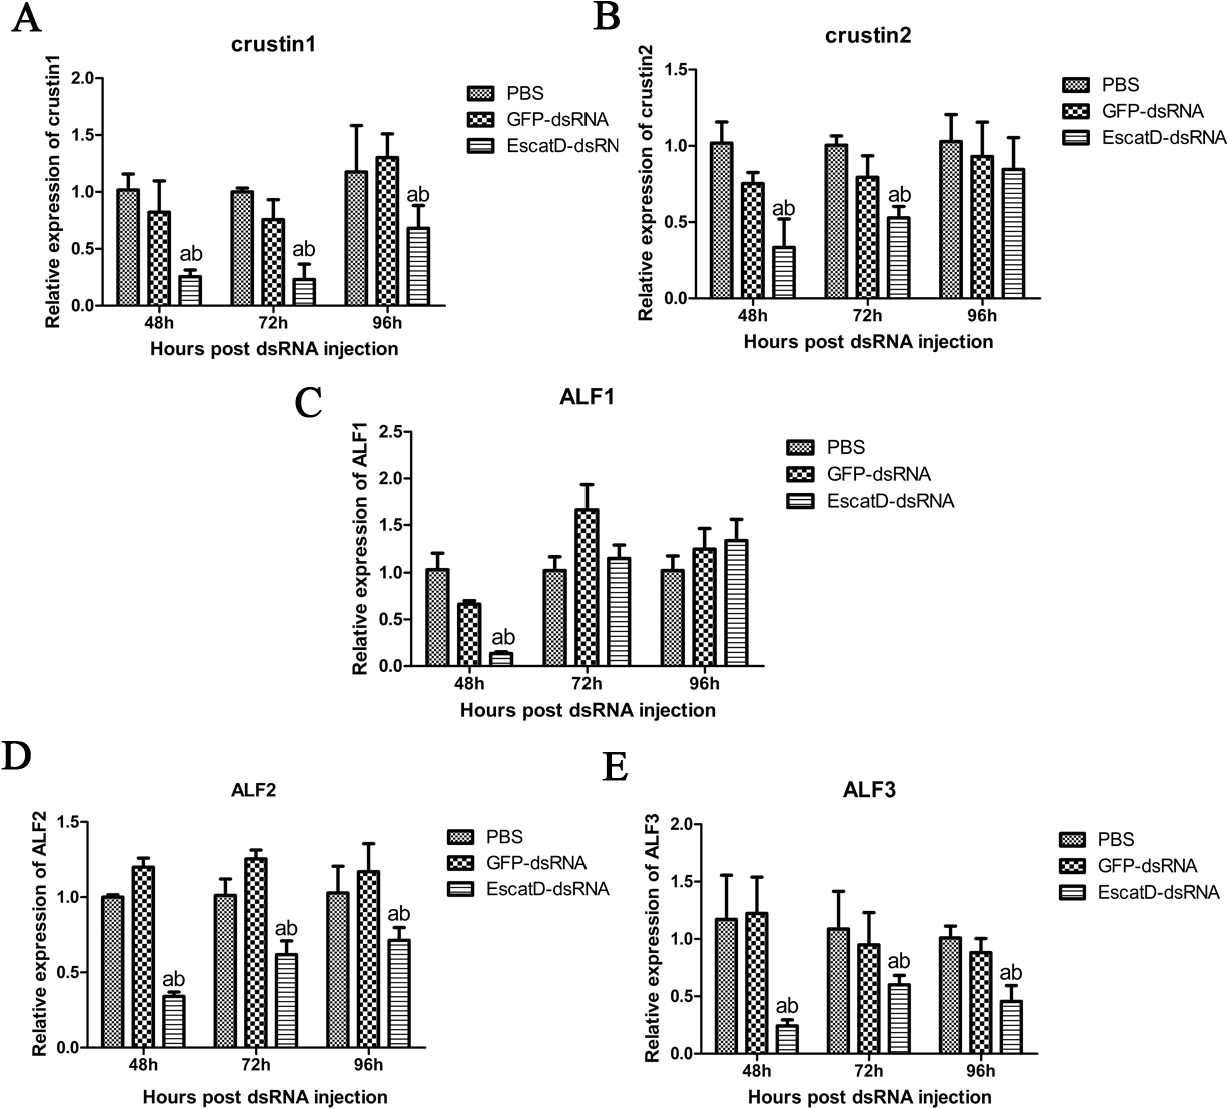 A
crustin1
Relative expression of crustin1
2.0
1.5
1.0
0.5
0.0
ab
ab
ab
48h
72h
96h
Hours post dsRNA injection
PBS
GFP-dsRNA
EscatD-dsRN
B
crustin2
Relative expression of crustin2
1.5
1.0
0.5
0.0
ab
ab
48h
72h
96h
Hours post dsRNA injection
PBS
GFP-dsRNA
EscatD-dsRNA
C
ALF1
Relative expression of ALF1
2.5
2.0
1.5
1.0
0.5
0.0
ab
48h
72h
96h
Hours post dsRNA injection
PBS
GFP-dsRNA
EscatD-dsRNA
D
ALF2
Relative expression of ALF2
1.5
1.0
0.5
0.0
ab
ab
ab
48h
72h
96h
Hours post dsRNA injection
PBS
GFP-dsRNA
EscatD-dsRNA
E
ALF3
Relative expression of ALF3
2.0
1.5
1.0
0.5
0.0
ab
ab
ab
48h
72h
96h
Hours post dsRNA injection
PBS
GFP-dsRNA
EscatD-dsRNA